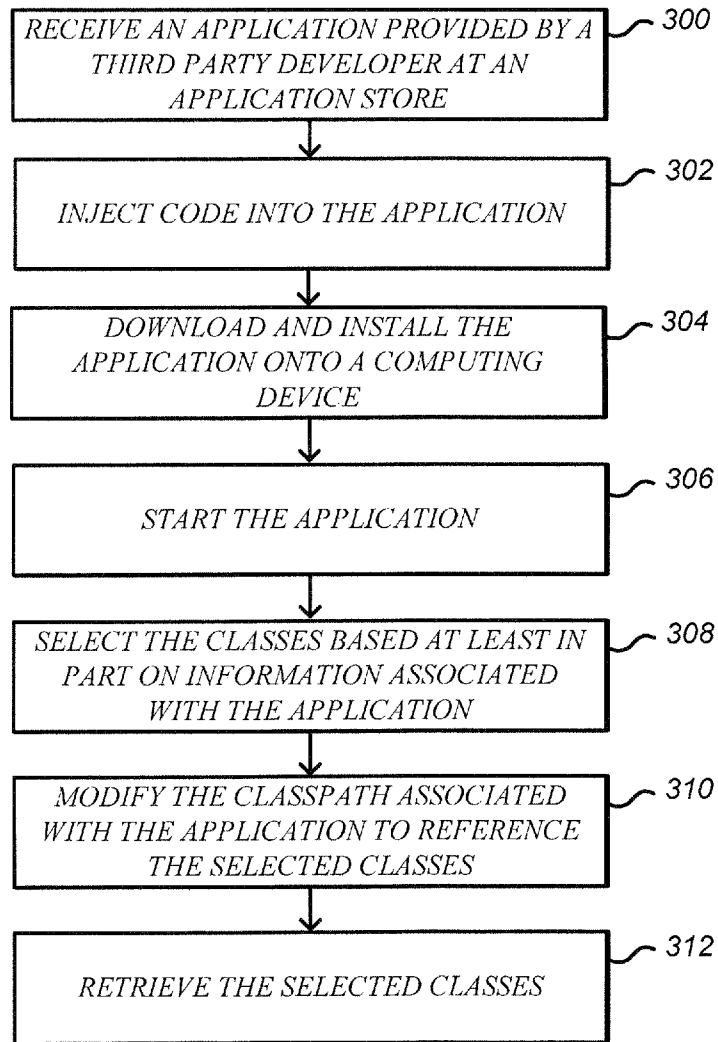 RECEIVE AN APPLICATION PROVIDED BY A
THIRD PARTY DEVELOPER AT AN
APPLICATION STORE
300
INJECT CODE INTO THE APPLICATION
302
DOWNLOAD AND INSTALL THE
APPLICATION ONTO A COMPUTING
DEVICE
304
START THE APPLICATION
306
SELECT THE CLASSES BASED AT LEAST IN
PART ON INFORMATION ASSOCIATED
WITH THE APPLICATION
308
MODIFY THE CLASSPATH ASSOCIATED
WITH THE APPLICATION TO REFERENCE
THE SELECTED CLASSES
310
RETRIEVE THE SELECTED CLASSES
312